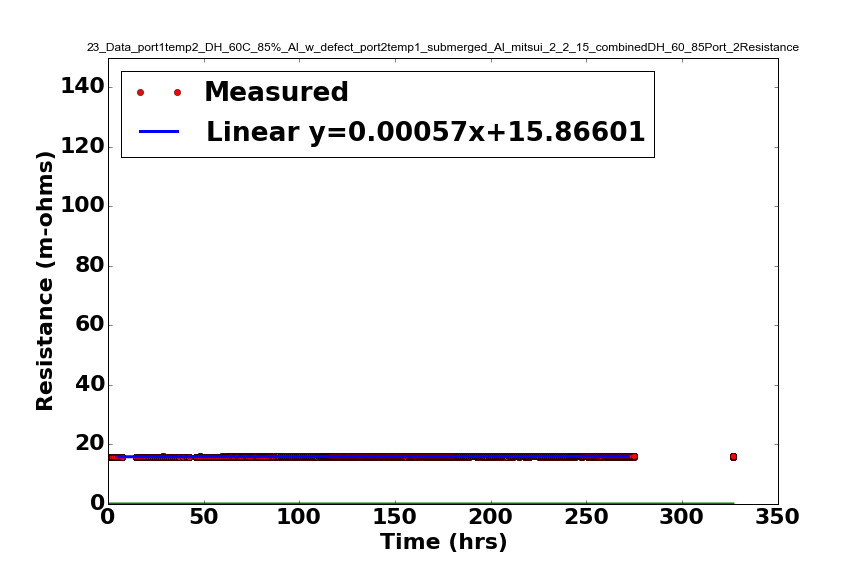 23_Data_port1temp2_DH_60C_85%_Al_w_defect_port2temp1_submerged_Al_mitsui_2_2_15_combinedDH_60_85Port_2Resistance
Measured
Linear y=0.00057x+15.86601
Resistance (m-ohms)
140
120
100
80
60
40
20
0
0 50 100 150 200 250 300 350
Time (hrs)